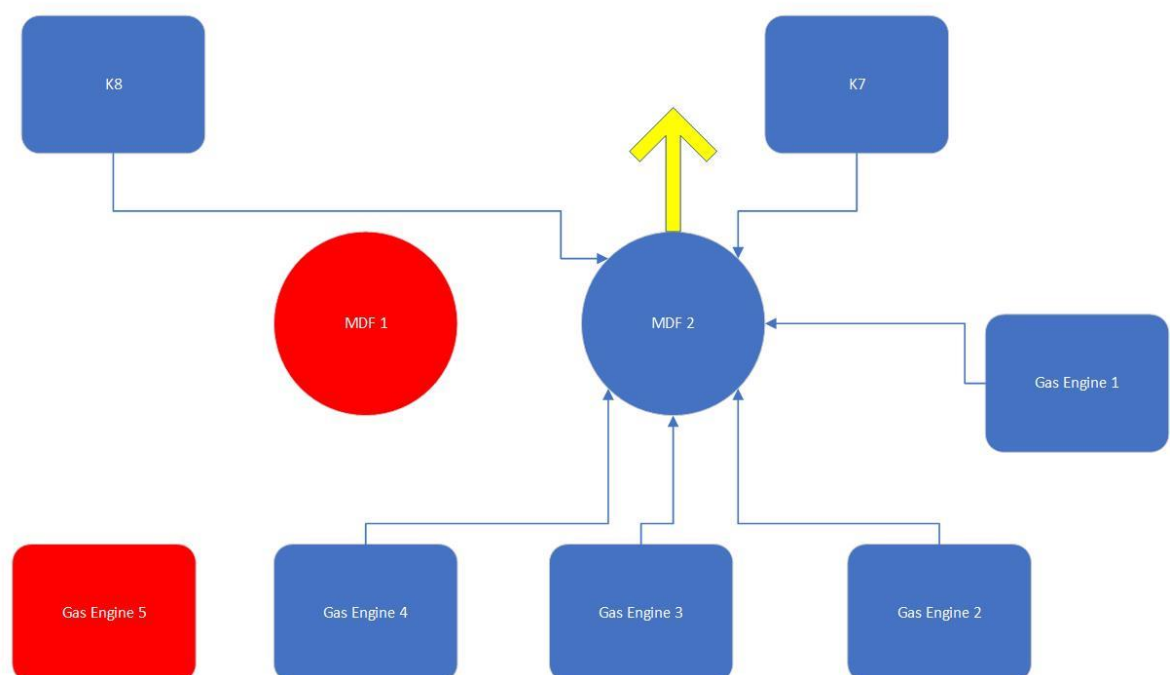 K8
K7
MDF 1
MDF 2
Gas Engine 1
Gas Engine 5
Gas Engine 4
Gas Engine 3
Gas Engine 2